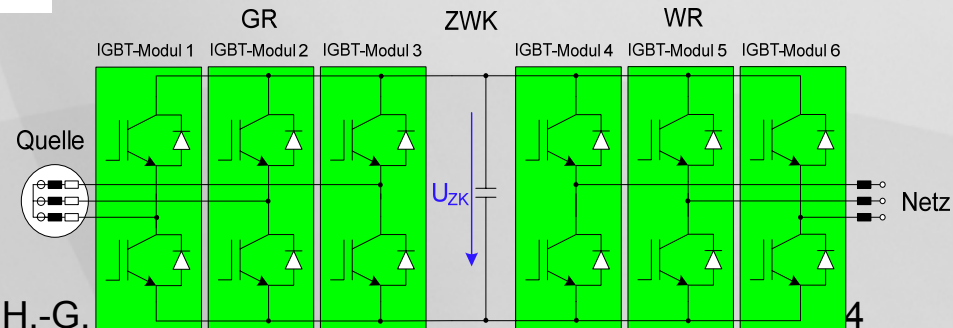 GR ZWK WR
IGBT-Modul 1 IGBT-Modul 2 IGBT-Modul 3 IGBT-Modul 4 IGBT-Modul 5 IGBT-Modul 6
Quelle
UZK
Netz
H.-G. 4